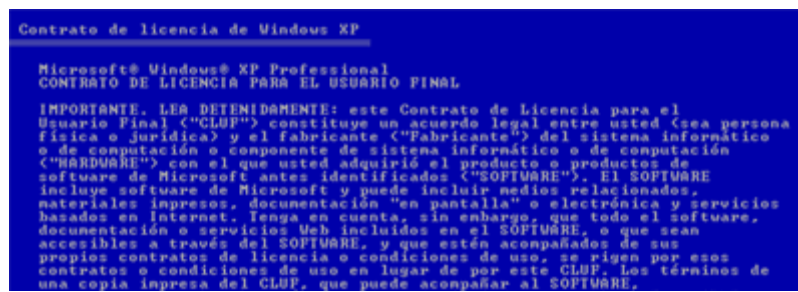 Contrato de licencia de Windows XP
Microsoft® Windows® XP Professional
CONTRATO DE LICENCIA PARA EL USUARIO FINAL
IMPORTANTE. LEA DETENIDAMENTE: este Contrato de Licencia para el
Usuario Final ("CLUF") constituye un acuerdo legal entre usted (sea persona
física o jurídica) y el fabricante ("Fabricante") del sistema informático
o de computación o componente de sistema informático o de computación
("HARDWARE") con el que usted adquirió el producto o productos de
software de Microsoft antes identificados ("SOFTWARE"). El SOFTWARE
incluye software de Microsoft y puede incluir medios relacionados,
materiales impresos, documentación "en pantalla" o electrónica y servicios
basados en Internet. Tenga en cuenta, sin embargo, que todo el software,
documentación o servicios Web incluidos en el SOFTWARE, o que sean
accesibles a través del SOFTWARE, y que estén acompañados de sus
propios contratos de licencia o condiciones de uso, se rigen por esos
contratos o condiciones de uso en lugar de por este CLUF. Los términos de
una copia impresa del CLUF, que puede acompañar al SOFTWARE,